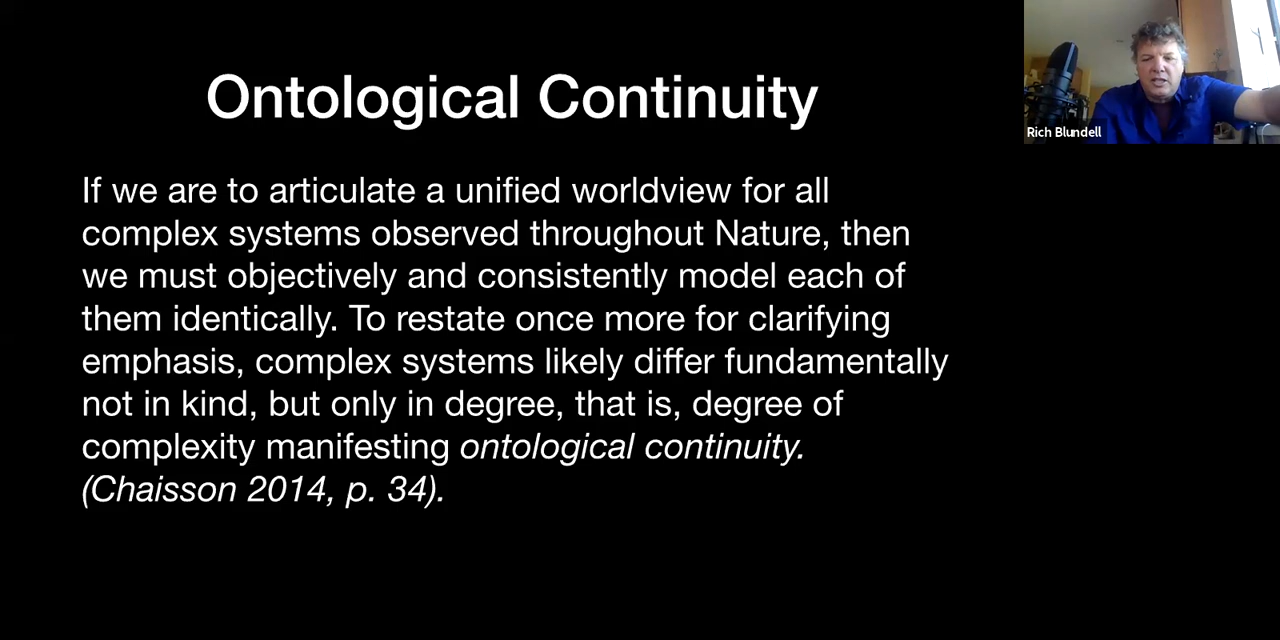 Ontological Continuity
If we are to articulate a unified worldview for all
complex systems observed throughout Nature, then
we must objectively and consistently model each of
them identically. To restate once more for clarifying
emphasis, complex systems likely differ fundamentally
not in kind, but only in degree, that is, degree of
complexity manifesting ontological continuity.
(Chaisson 2014, p. 34).
Rich Blundell